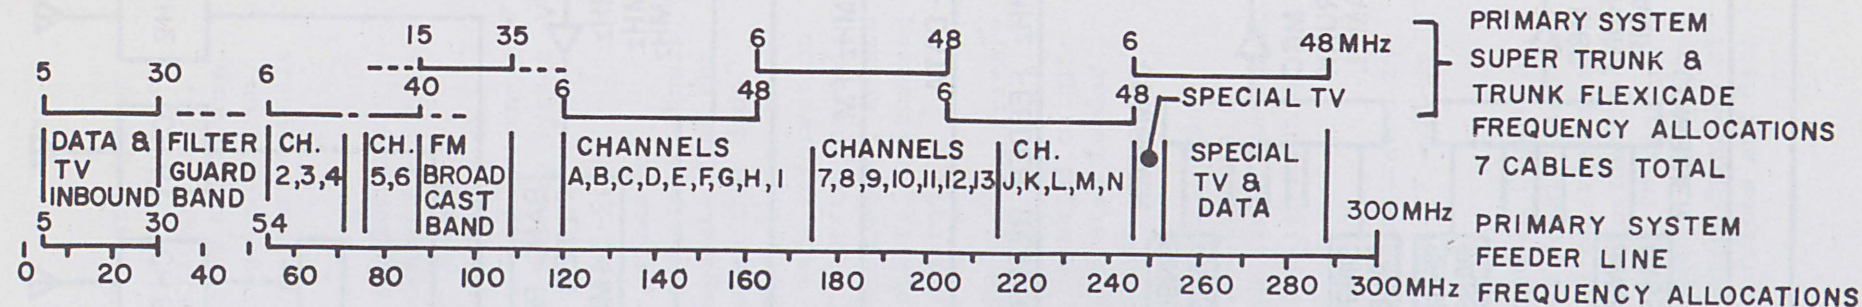 15 35 6 48 6 48 MHz PRIMARY SYSTEM
5 30 6 40 6 48 6 48 SPECIAL TV SUPER TRUNK &
TRUNK FLEXICADE
FREQUENCY ALLOCATIONS
7 CABLES TOTAL
DATA &
TV
INBOUND
FILTER
GUARD
BAND
CH.
2,3,4
CH.
5,6
FM
BROAD
CAST
BAND
CHANNELS
A,B,C,D,E,F,G,H,I
CHANNELS
7,8,9,10,11,12,13
CH.
J,K,L,M,N
SPECIAL
TV &
DATA
5 30 54 300MHz PRIMARY SYSTEM
FEEDER LINE
0 20 40 60 80 100 120 140 160 180 200 220 240 260 280 300MHz FREQUENCY ALLOCATIONS